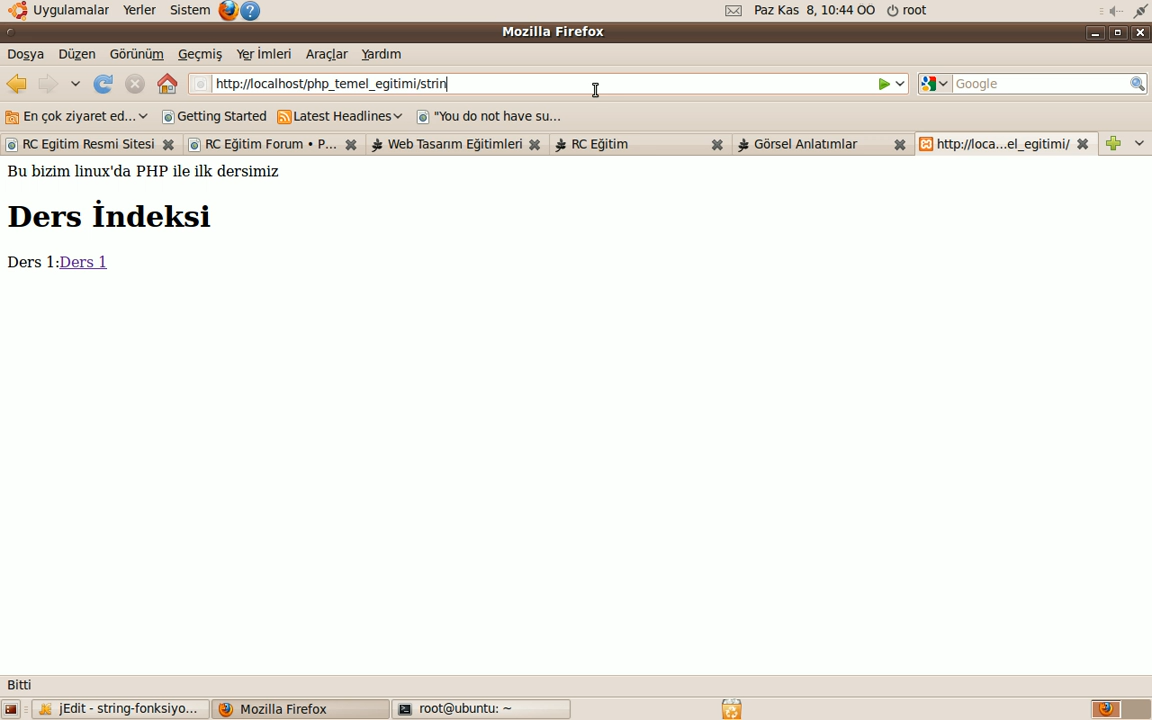 Uygulamalar Yerler Sistem Paz Kas 8, 10:44 OO root
Mozilla Firefox
Dosya Düzen Görünüm Geçmiş Yer İmleri Araçlar Yardım
http://localhost/php_temel_egitimi/strin Google
En çok ziyaret ed... Getting Started Latest Headlines "You do not have su...
RC Egitim Resmi Sitesi RC Eğitim Forum • P... Web Tasarım Eğitimleri RC Eğitim Görsel Anlatımlar http://loca...el_egitimi/
Bu bizim linux'da PHP ile ilk dersimiz
Ders İndeksi
Ders 1:Ders 1
Bitti
jEdit - string-fonksiyo... Mozilla Firefox root@ubuntu: ~